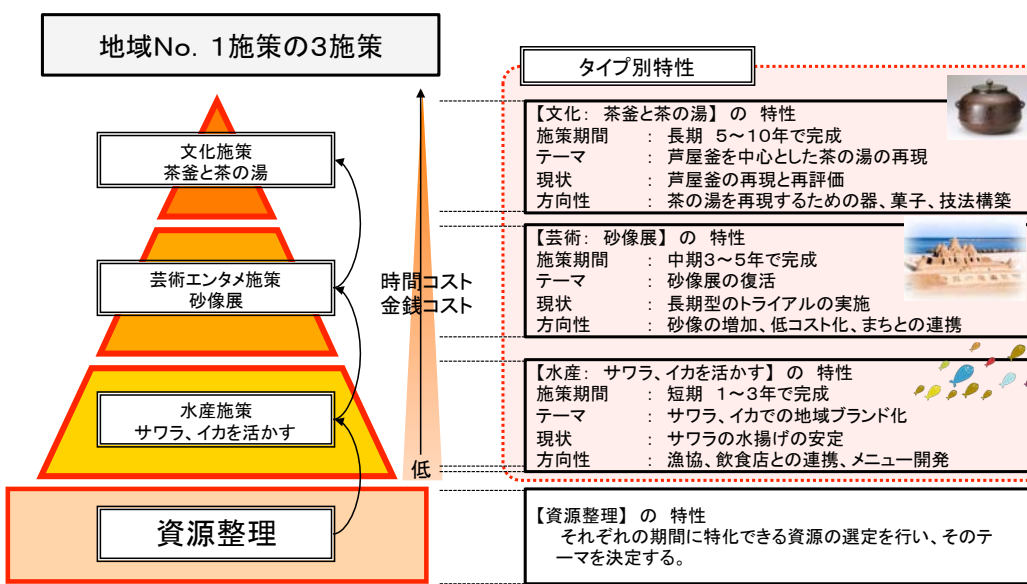 地域No. 1施策の3施策
文化施策
茶釜と茶の湯
芸術エンタメ施策
砂像展
水産施策
サワラ、イカを活かす
資源整理
時間コスト
金銭コスト
低
タイプ別特性
【文化: 茶釜と茶の湯】 の 特性
施策期間 : 長期 5～10年で完成
テーマ : 芦屋釜を中心とした茶の湯の再現
現状 : 芦屋釜の再現と再評価
方向性 : 茶の湯を再現するための器、菓子、技法構築
【芸術: 砂像展】 の 特性
施策期間 : 中期3～5年で完成
テーマ : 砂像展の復活
現状 : 長期型のトライアルの実施
方向性 : 砂像の増加、低コスト化、まちとの連携
【水産: サワラ、イカを活かす】 の 特性
施策期間 : 短期 1～3年で完成
テーマ : サワラ、イカでの地域ブランド化
現状 : サワラの水揚げの安定
方向性 : 漁協、飲食店との連携、メニュー開発
【資源整理】 の 特性
それぞれの期間に特化できる資源の選定を行い、そのテ
ーマを決定する。